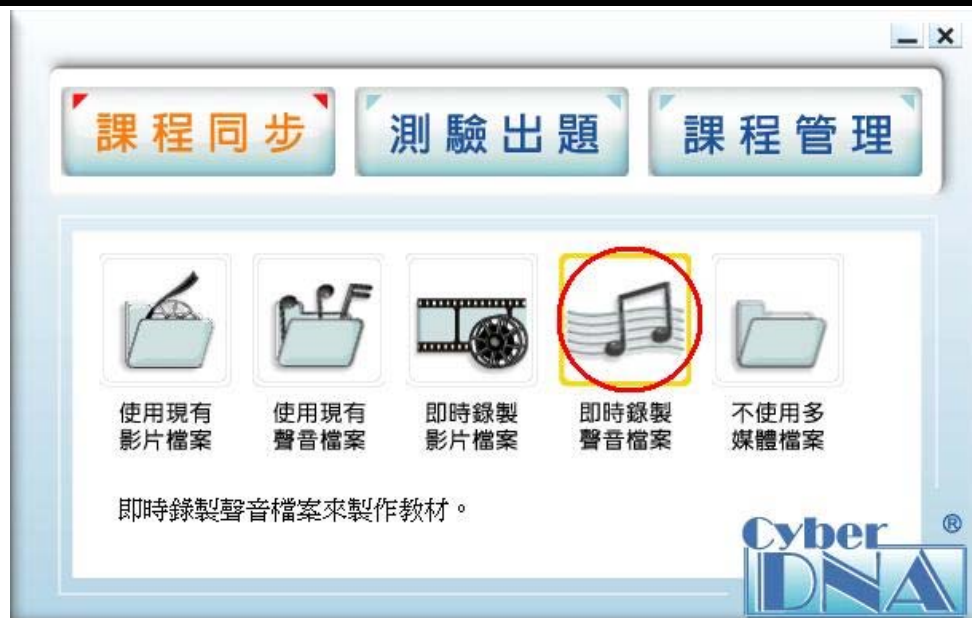 課程同步
測驗出題
課程管理
使用現有
影片檔案
使用現有
聲音檔案
即時錄製
影片檔案
即時錄製
聲音檔案
不使用多
媒體檔案
即時錄製聲音檔案來製作教材。
Cyber ®
DNA